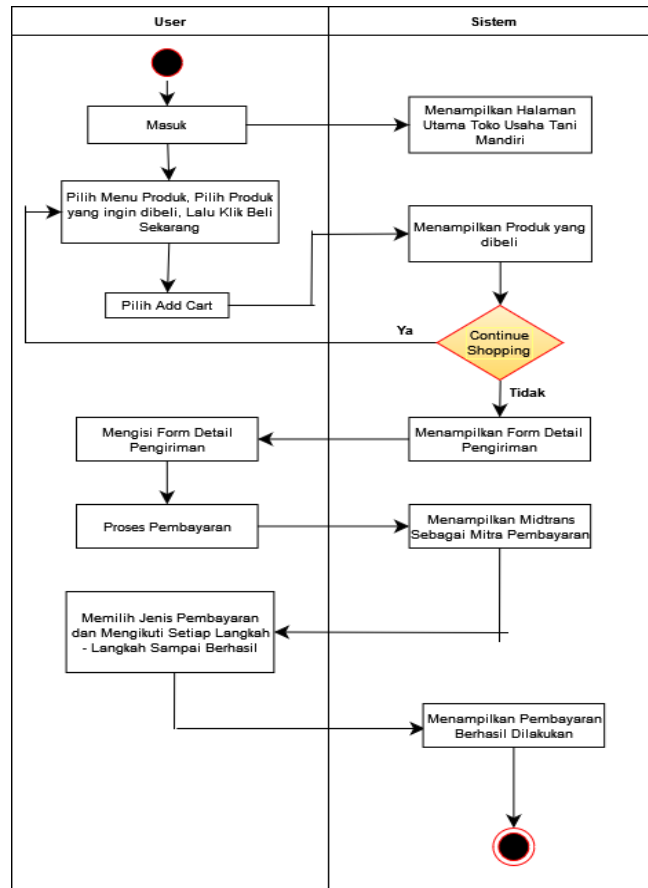 User
Sistem
Masuk
Menampilkan Halaman
Utama Toko Usaha Tani
Mandiri
Pilih Menu Produk, Pilih Produk
yang ingin dibeli, Lalu Klik Beli
Sekarang
Menampilkan Produk yang
dibeli
Pilih Add Cart
Ya
Continue
Shopping
Tidak
Mengisi Form Detail
Pengiriman
Menampilkan Form Detail
Pengiriman
Proses Pembayaran
Menampilkan Midtrans
Sebagai Mitra Pembayaran
Memilih Jenis Pembayaran
dan Mengikuti Setiap Langkah
- Langkah Sampai Berhasil
Menampilkan Pembayaran
Berhasil Dilakukan